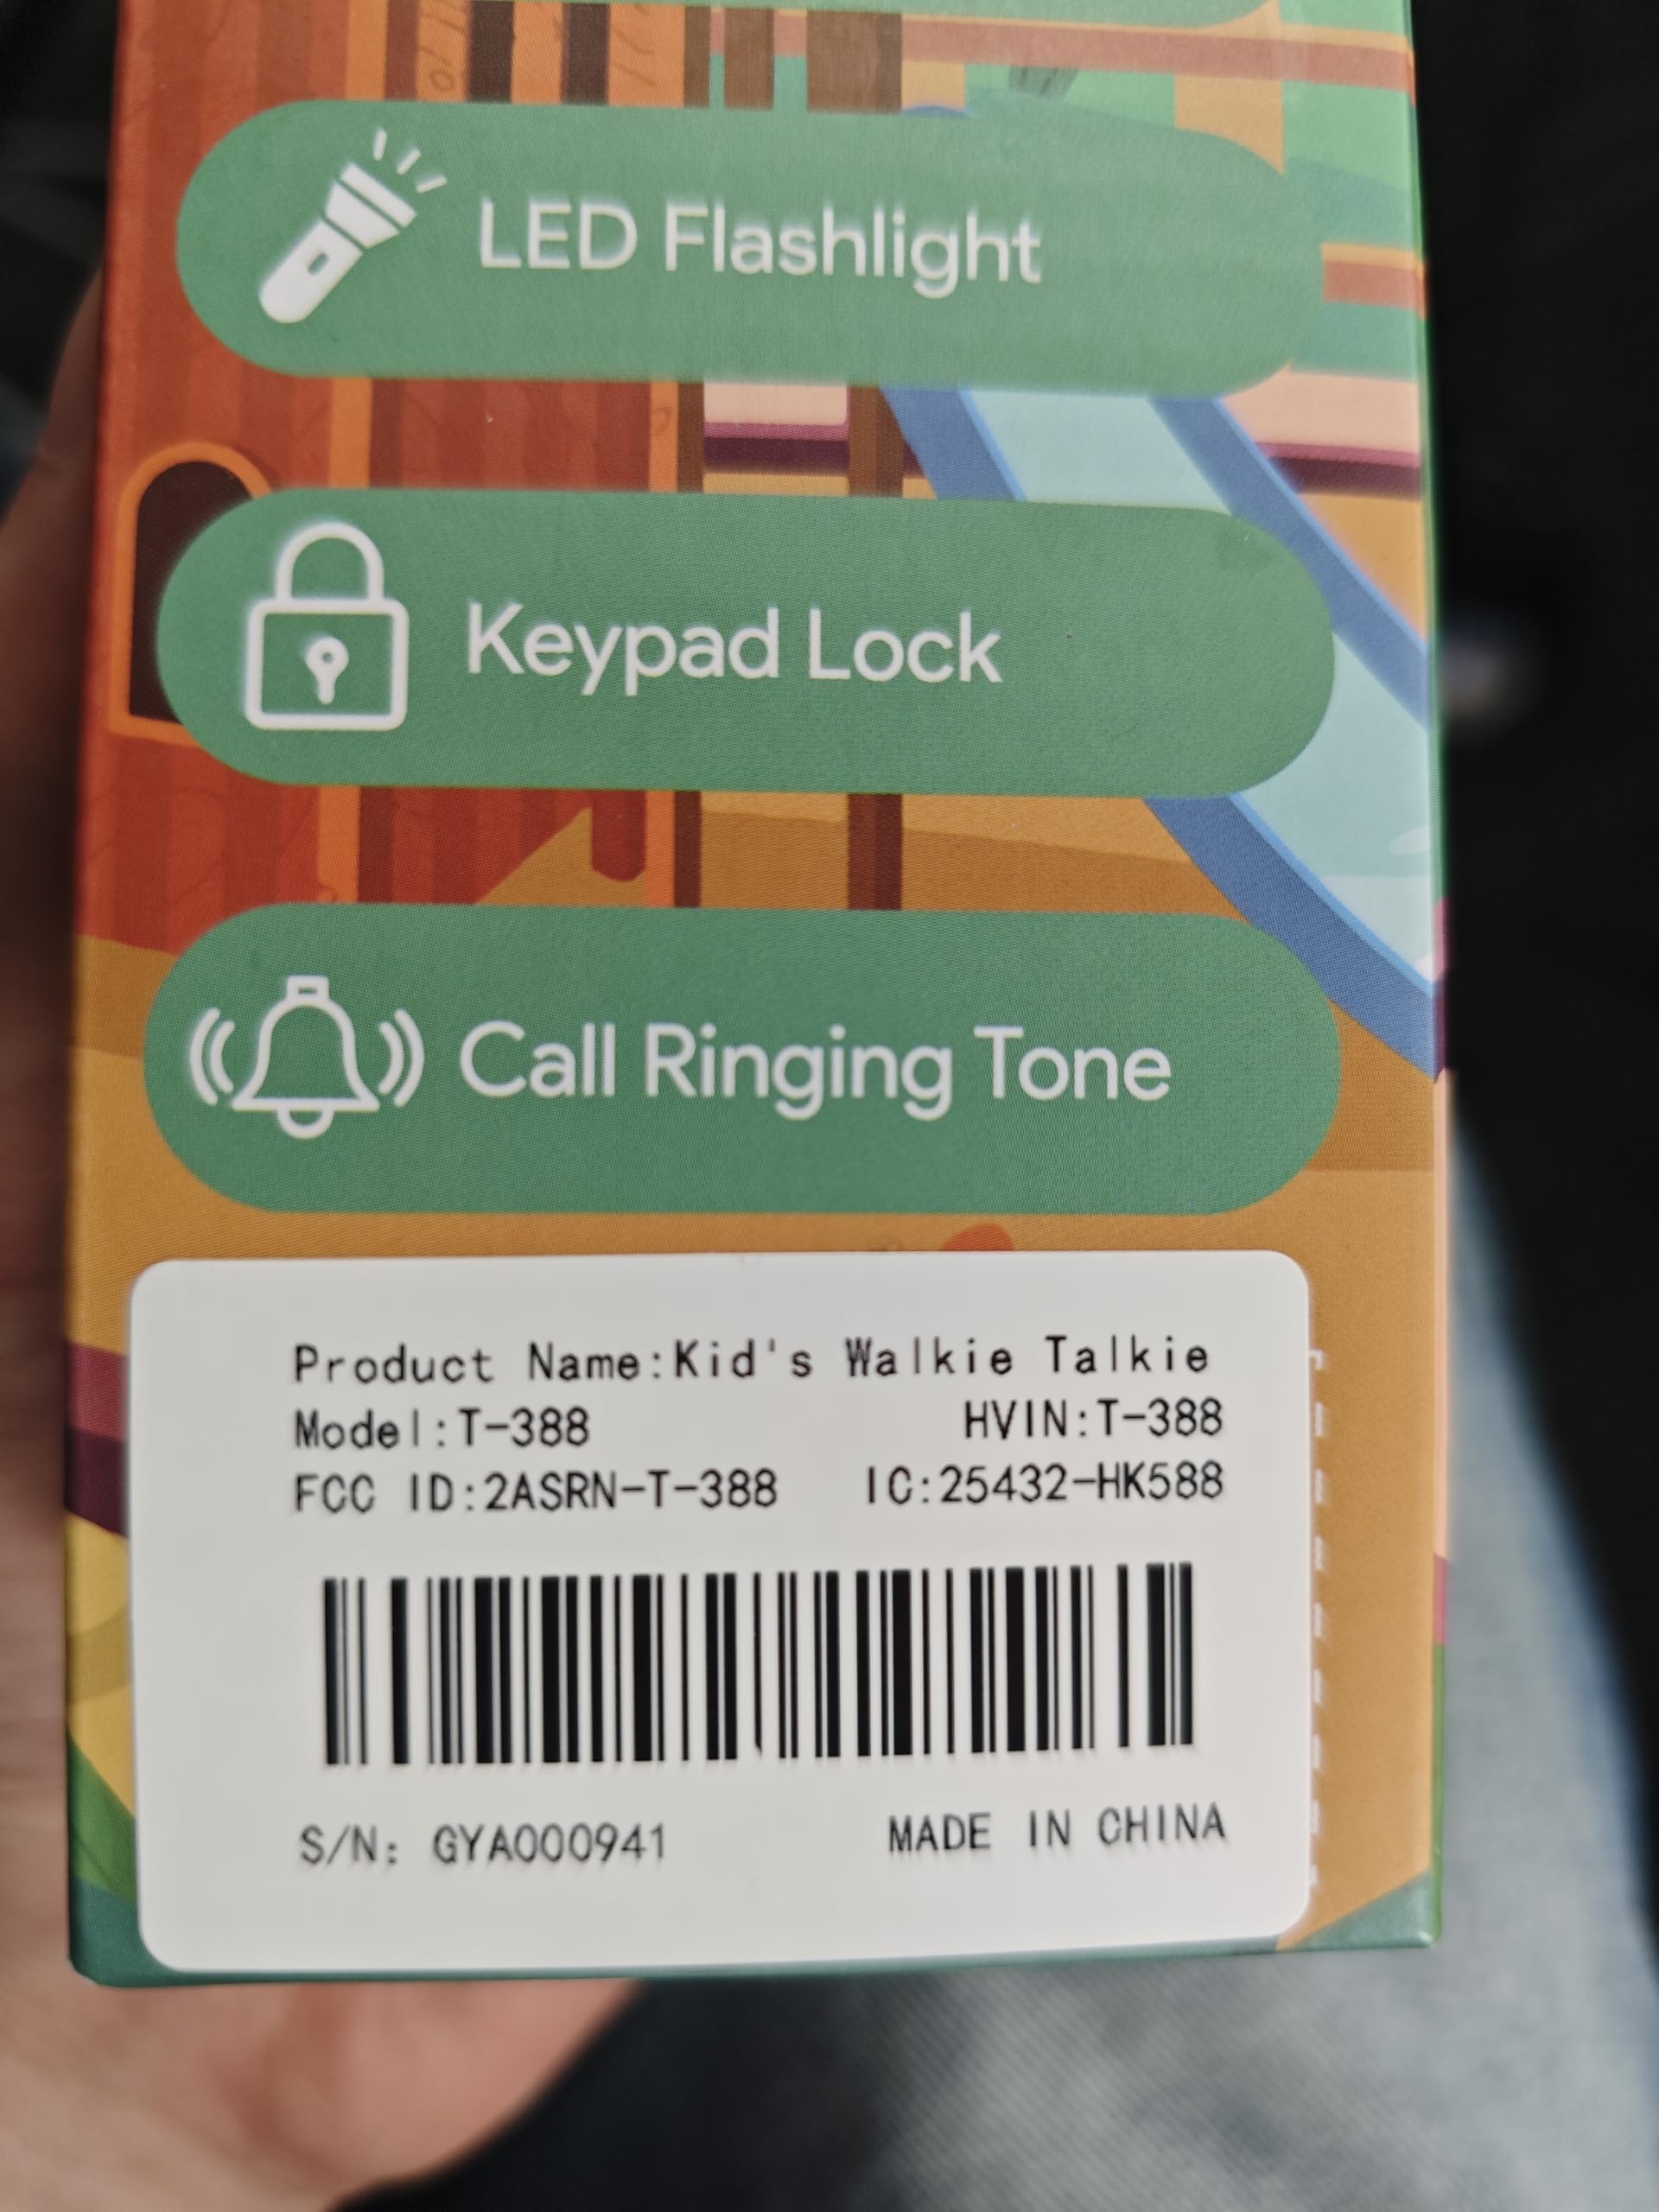 LED Flashlight
Keypad Lock
Call Ringing Tone
Product Name:Kid's Walkie Talkie
Model:T-388 HVIN:T-388
FCC ID:2ASRN-T-388 IC:25432-HK588
S/N: GYA000941 MADE IN CHINA